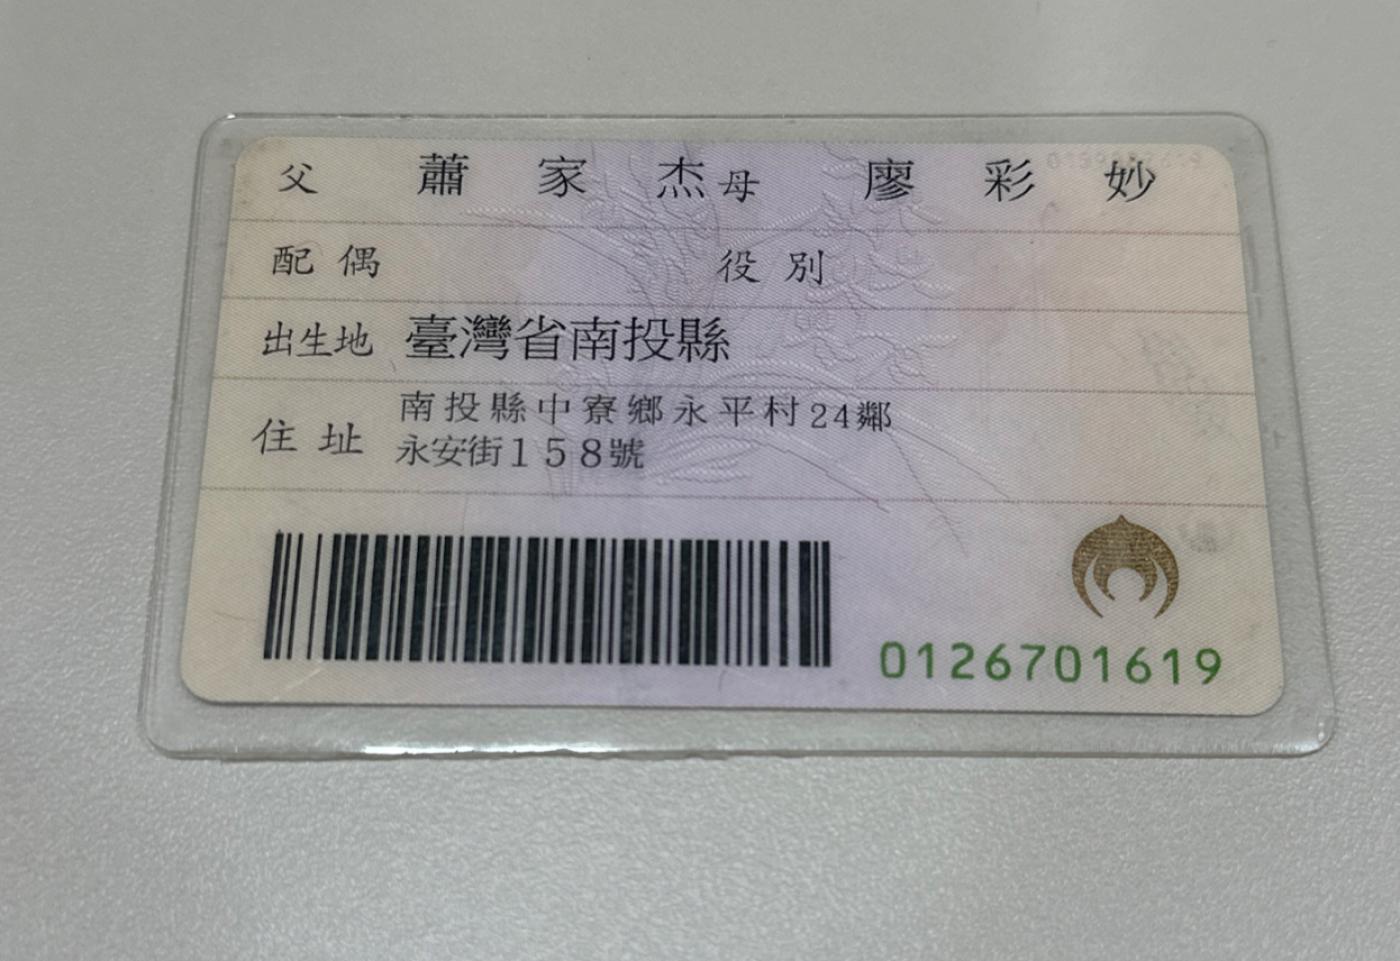 父 蕭家杰 母 廖彩妙
配偶 役別
出生地 臺灣省南投縣
住址 南投縣中寮鄉永平村24鄰
永安街158號
0126701619